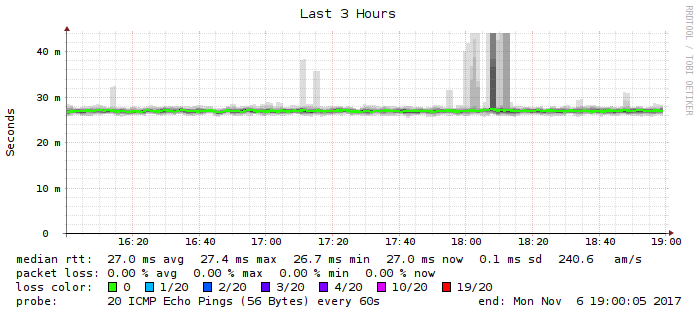 Last 3 Hours
RRDTOOL / TOBI OETIKER
Seconds
40 m
30 m
20 m
10 m
0
16:20 16:40 17:00 17:20 17:40 18:00 18:20 18:40 19:00
median rtt: 27.0 ms avg 27.4 ms max 26.7 ms min 27.0 ms now 0.1 ms sd 240.6 am/s
packet loss: 0.00 % avg 0.00 % max 0.00 % min 0.00 % now
loss color: 0 1/20 2/20 3/20 4/20 10/20 19/20
probe: 20 ICMP Echo Pings (56 Bytes) every 60s end: Mon Nov 6 19:00:05 2017